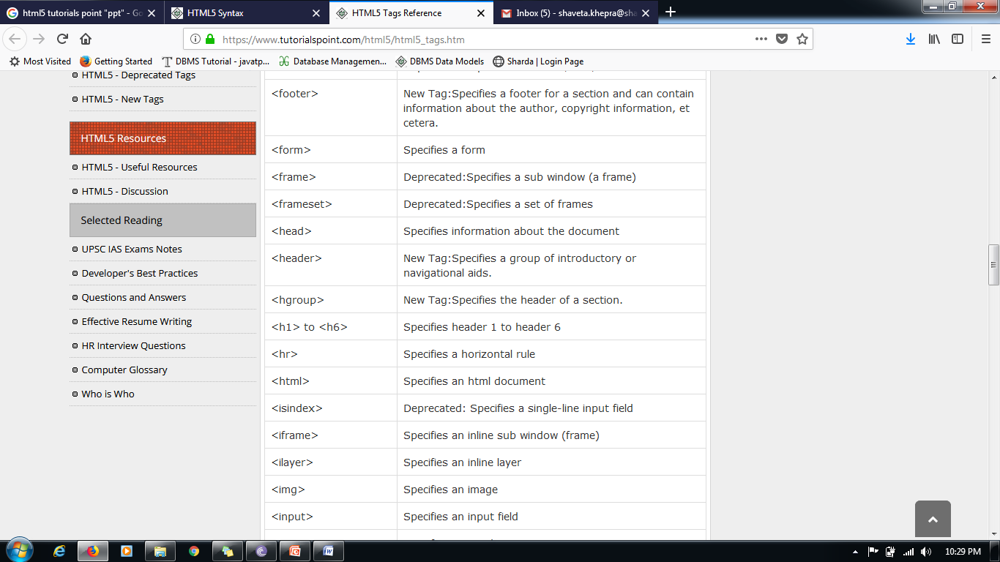 html5 tutorials point "ppt" - Go
HTML5 Syntax
HTML5 Tags Reference
Inbox (5) - shaveta.khepra@sha
https://www.tutorialspoint.com/html5/html5_tags.htm
Most Visited
Getting Started
DBMS Tutorial - javatp...
Database Managemen...
DBMS Data Models
Sharda | Login Page
HTML5 - Deprecated Tags
HTML5 - New Tags
HTML5 Resources
HTML5 - Useful Resources
HTML5 - Discussion
Selected Reading
UPSC IAS Exams Notes
Developer's Best Practices
Questions and Answers
Effective Resume Writing
HR Interview Questions
Computer Glossary
Who is Who
<footer> New Tag:Specifies a footer for a section and can contain
information about the author, copyright information, et
cetera.
<form> Specifies a form
<frame> Deprecated:Specifies a sub window (a frame)
<frameset> Deprecated:Specifies a set of frames
<head> Specifies information about the document
<header> New Tag:Specifies a group of introductory or
navigational aids.
<hgroup> New Tag:Specifies the header of a section.
<h1> to <h6> Specifies header 1 to header 6
<hr> Specifies a horizontal rule
<html> Specifies an html document
<isindex> Deprecated: Specifies a single-line input field
<iframe> Specifies an inline sub window (frame)
<ilayer> Specifies an inline layer
<img> Specifies an image
<input> Specifies an input field
10:29 PM